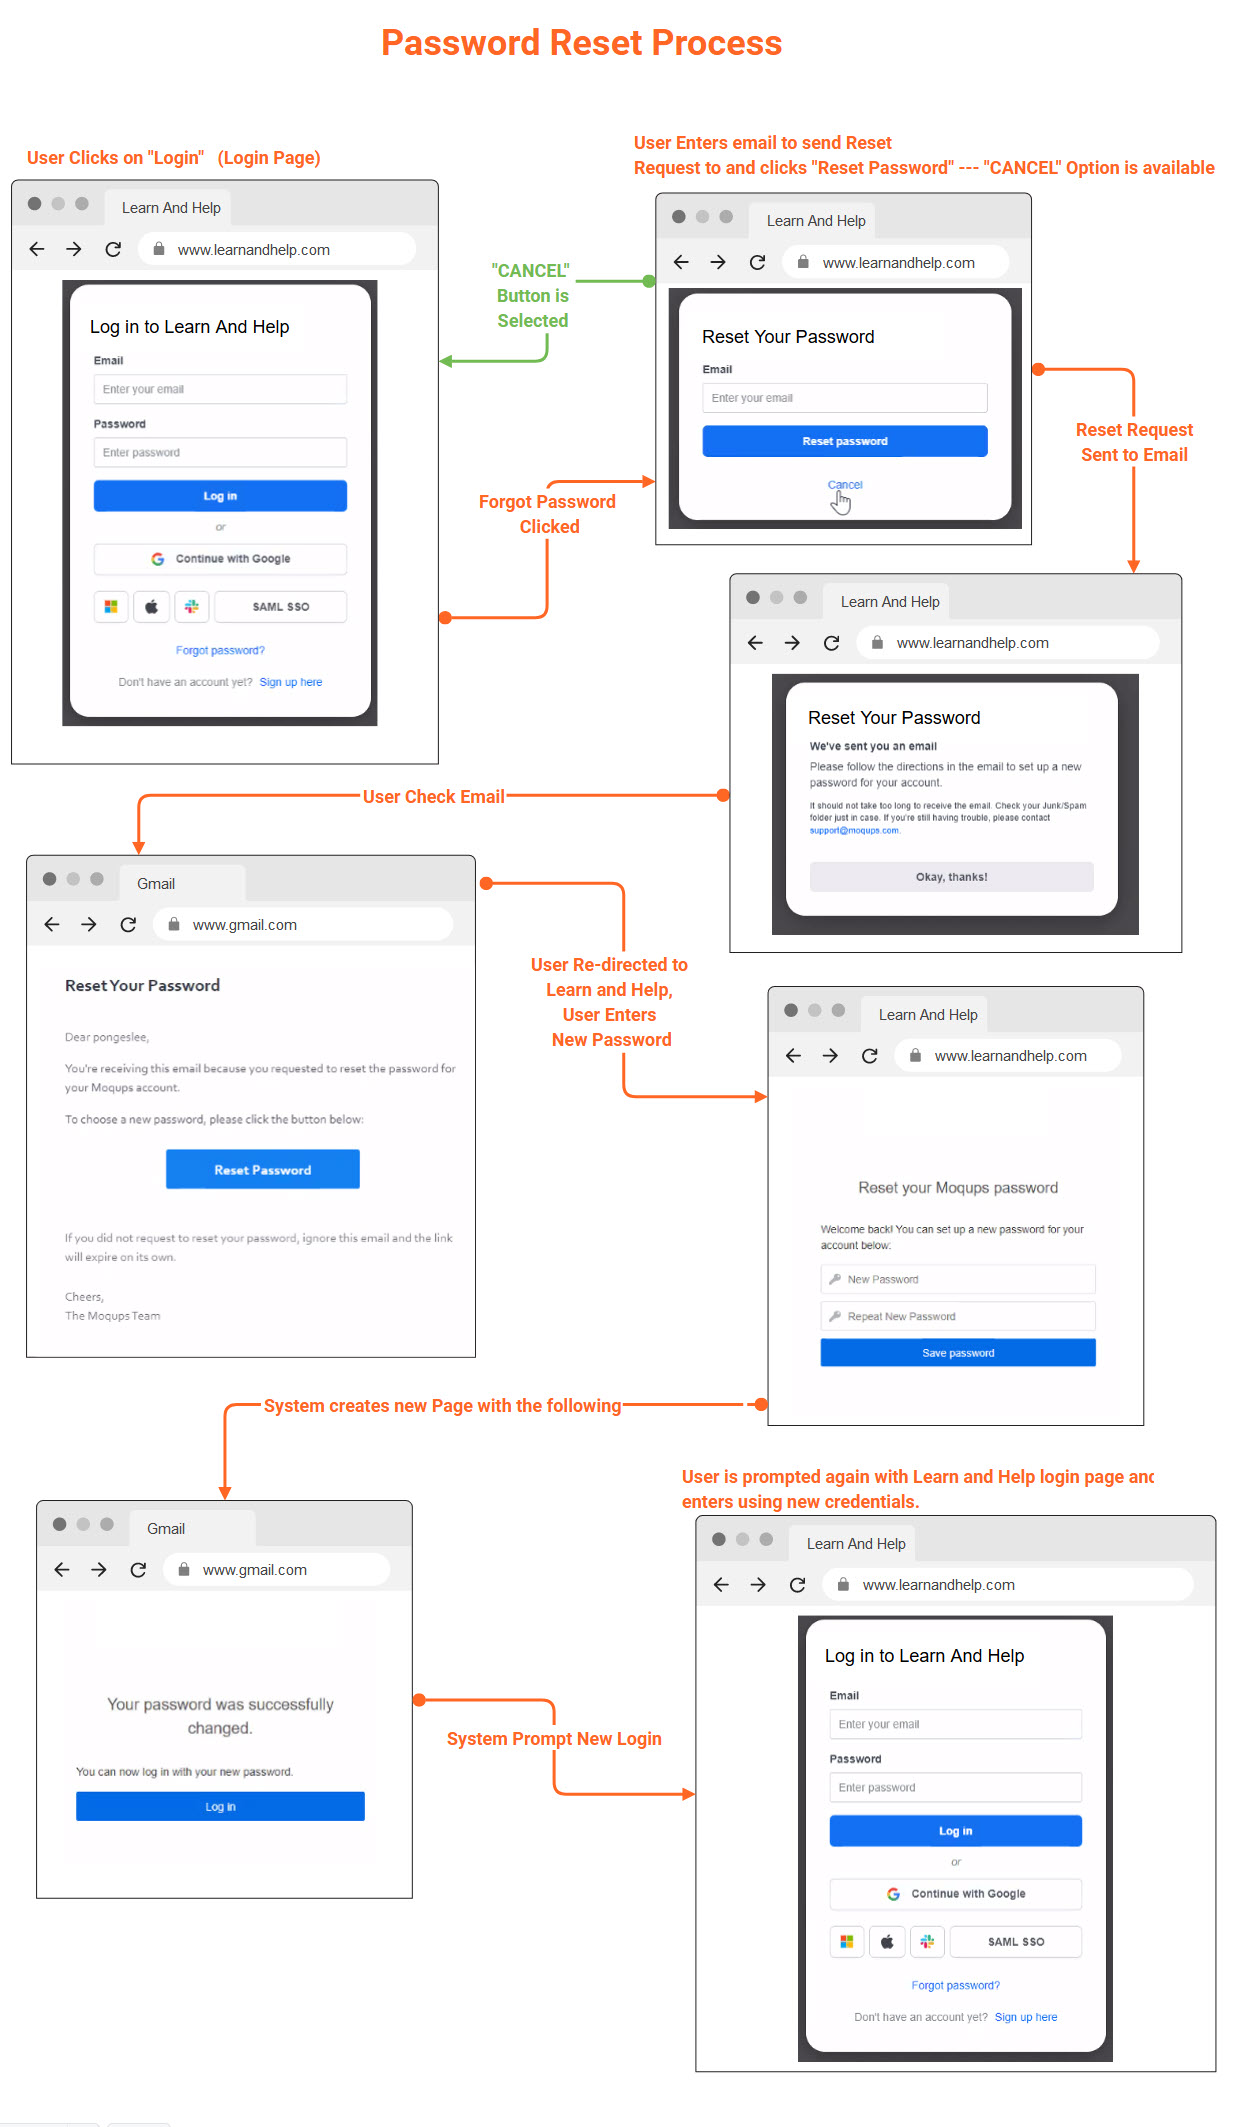 Password Reset Process
User Clicks on "Login"   (Login Page)
Learn And Help
www.learnandhelp.com
Log in to Learn And Help
Email
Enter your email
Password
Enter password
Log in
or
Continue with Google
SAML SSO
Forgot password?
Don't have an account yet? Sign up here
"CANCEL"
Button is
Selected
Forgot Password
Clicked
User Enters email to send Reset
Request to and clicks "Reset Password" --- "CANCEL" Option is available
Learn And Help
www.learnandhelp.com
Reset Your Password
Email
Enter your email
Reset password
Cancel
Reset Request
Sent to Email
Learn And Help
www.learnandhelp.com
Reset Your Password
We've sent you an email
Please follow the directions in the email to set up a new
password for your account.
It should not take too long to receive the email. Check your Junk/Spam
folder just in case. If you're still having trouble, please contact
support@moqups.com.
Okay, thanks!
User Check Email
Gmail
www.gmail.com
Reset Your Password
Dear pongeslee,
You're receiving this email because you requested to reset the password for
your Moqups account.
To choose a new password, please click the button below:
Reset Password
If you did not request to reset your password, ignore this email and the link
will expire on its own.
Cheers,
The Moqups Team
User Re-directed to
Learn and Help,
User Enters
New Password
Learn And Help
www.learnandhelp.com
Reset your Moqups password
Welcome back! You can set up a new password for your
account below:
New Password
Repeat New Password
Save password
System creates new Page with the following
Gmail
www.gmail.com
Your password was successfully
changed.
You can now log in with your new password.
Log in
System Prompt New Login
User is prompted again with Learn and Help login page and
enters using new credentials.
Learn And Help
www.learnandhelp.com
Log in to Learn And Help
Email
Enter your email
Password
Enter password
Log in
or
Continue with Google
SAML SSO
Forgot password?
Don't have an account yet? Sign up here